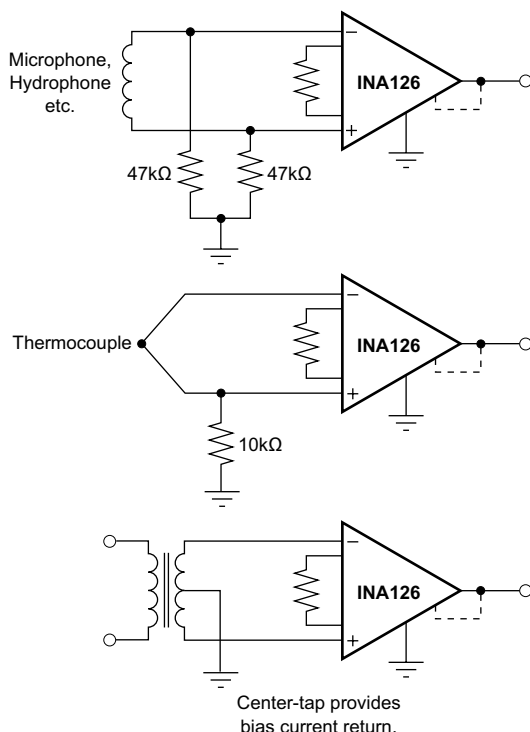 Microphone,
Hydrophone
etc.
−
INA126
+
47kΩ
47kΩ
−
Thermocouple
INA126
+
10kΩ
−
INA126
+
Center-tap provides
bias current return.